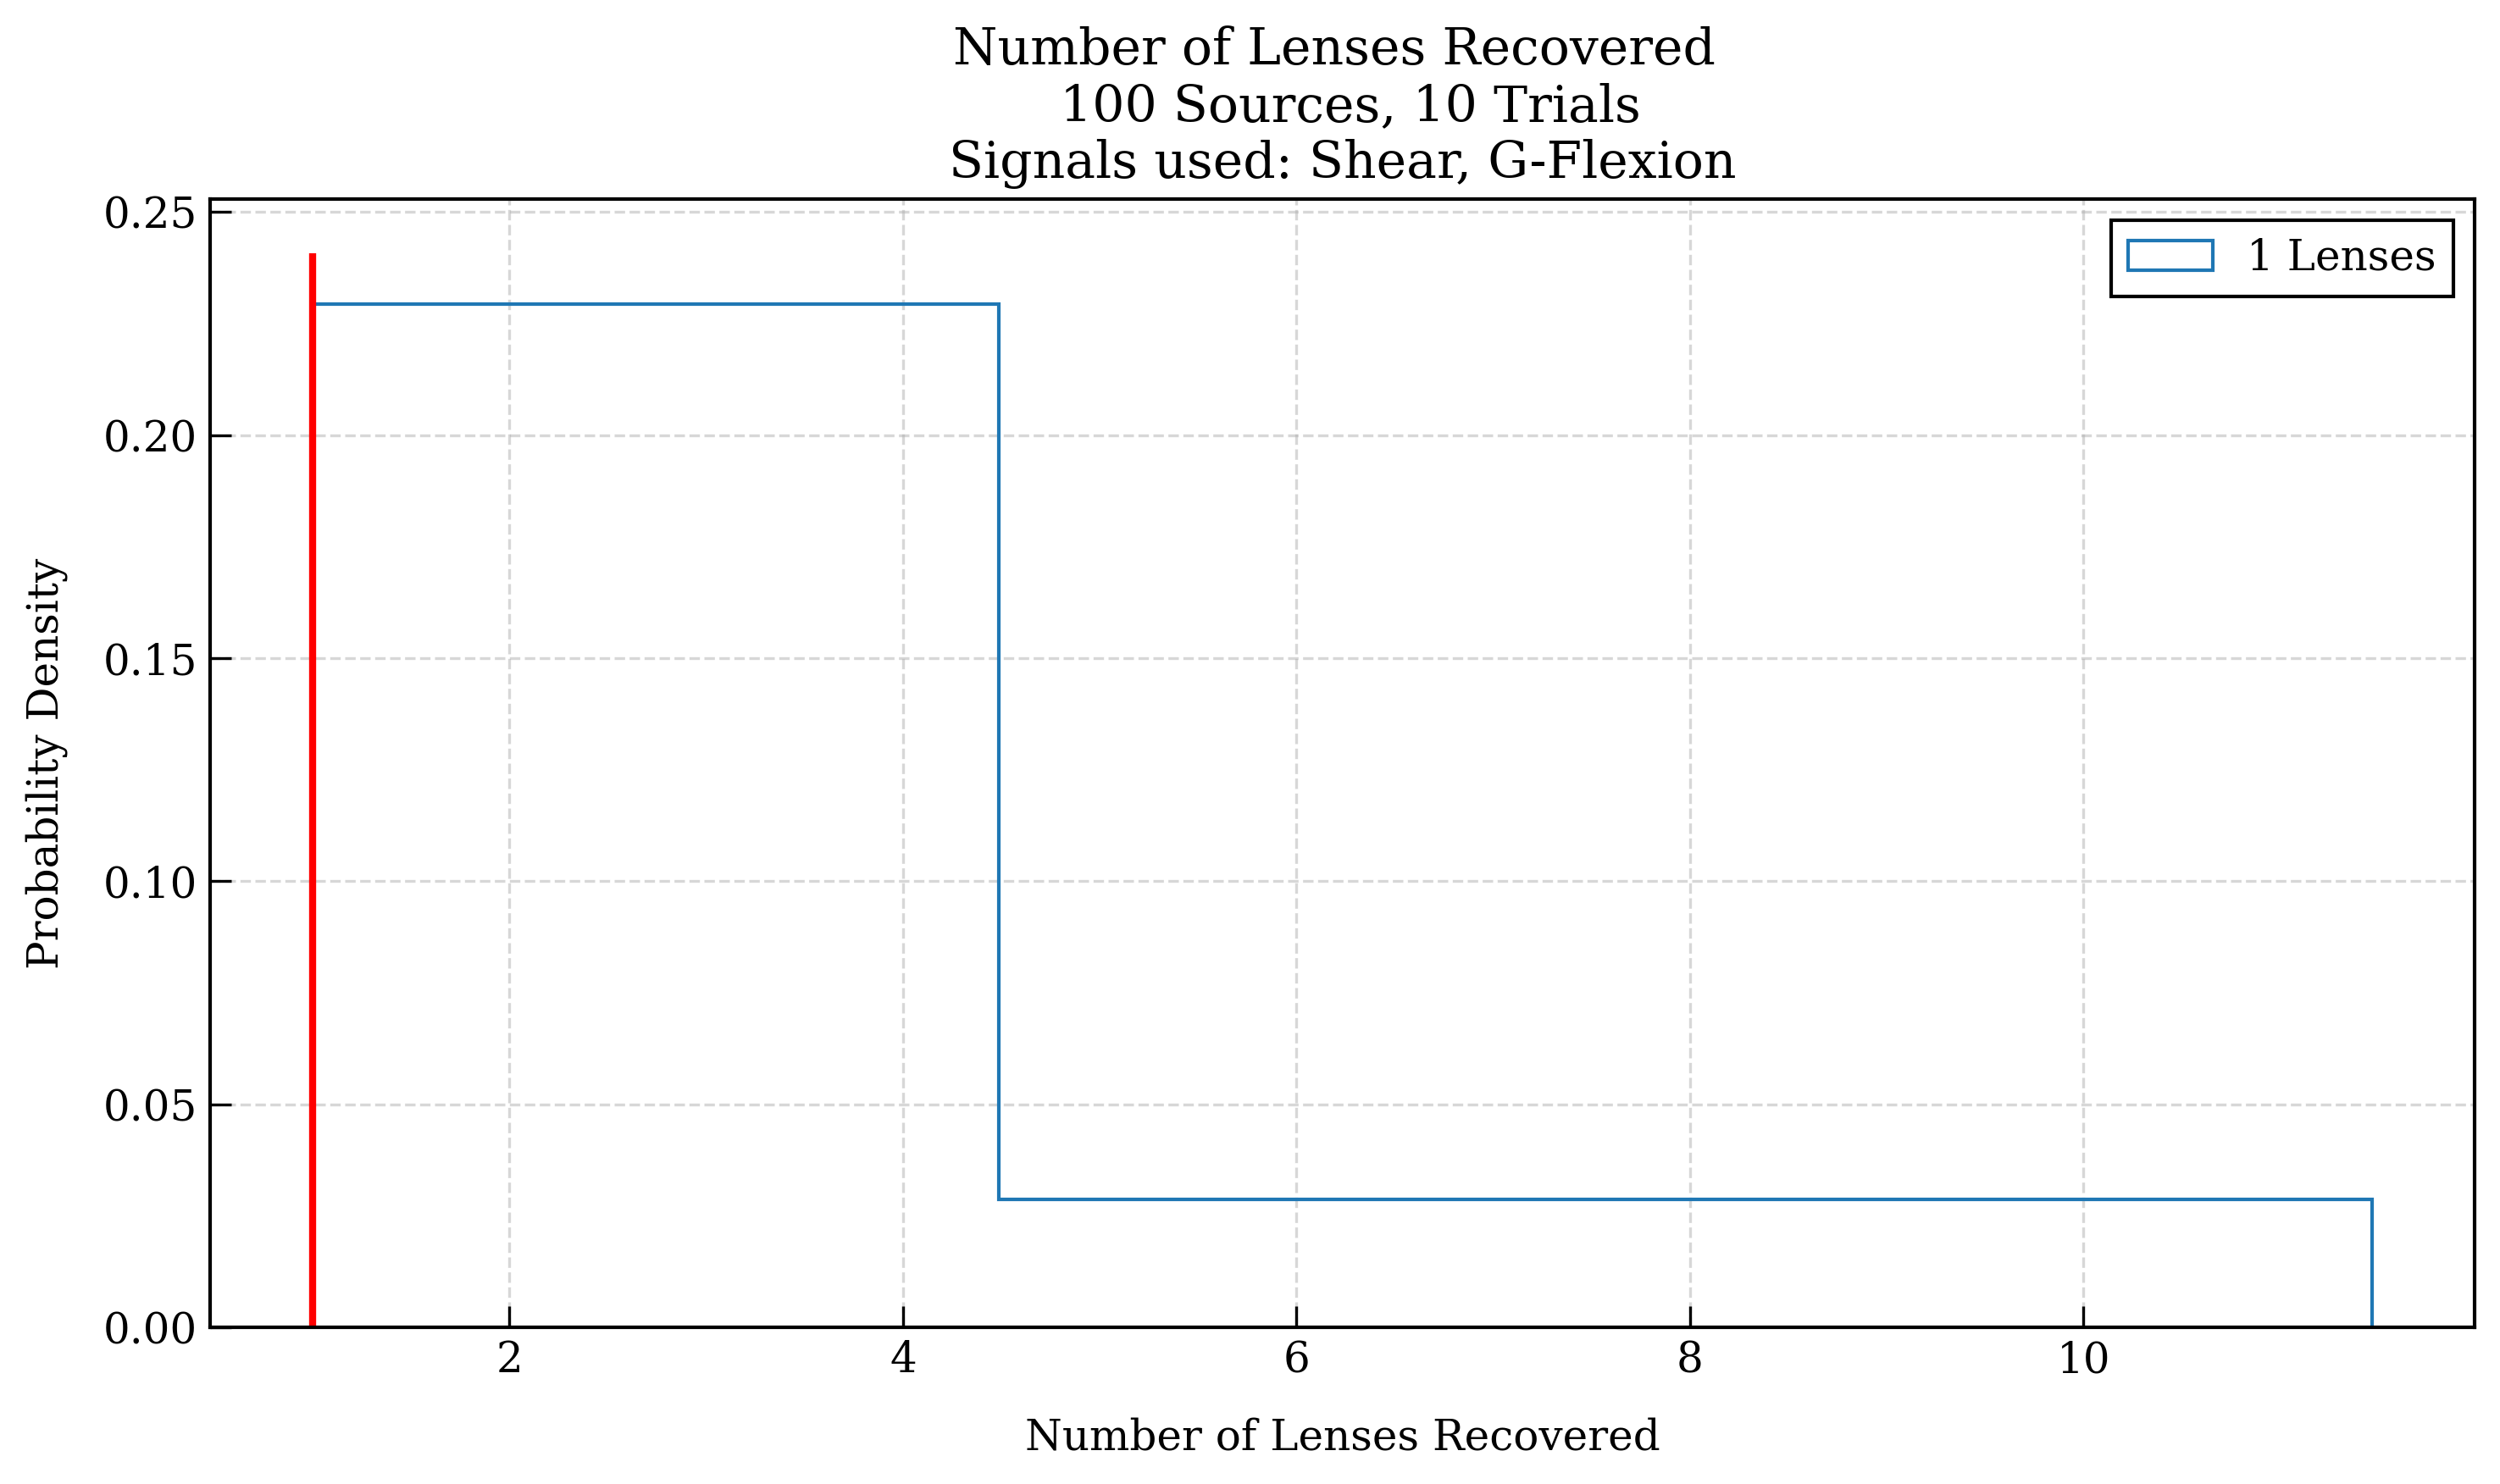 Number of Lenses Recovered
100 Sources, 10 Trials
Signals used: Shear, G-Flexion
1 Lenses
Probability Density
0.25
0.20
0.15
0.10
0.05
0.00
2 4 6 8 10
Number of Lenses Recovered